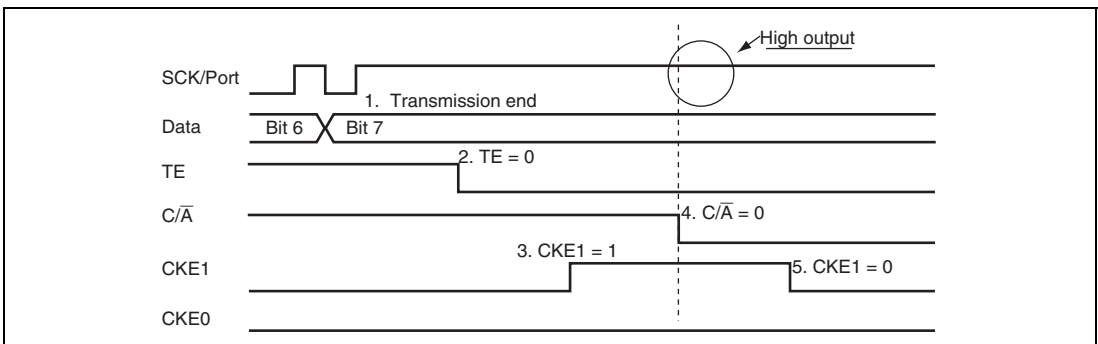 High output
SCK/Port
1. Transmission end
Data Bit 6 Bit 7
2. TE = 0
TE
C/A̅ 4. C/A̅ = 0
3. CKE1 = 1
CKE1 5. CKE1 = 0
CKE0